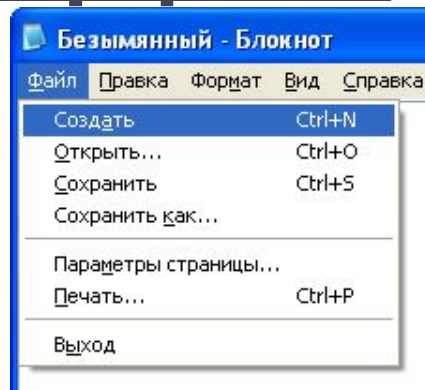 Безымянный - Блокнот
Файл Правка Формат Вид Справка
Создать Ctrl+N
Открыть... Ctrl+O
Сохранить Ctrl+S
Сохранить как...
Параметры страницы...
Печать... Ctrl+P
Выход